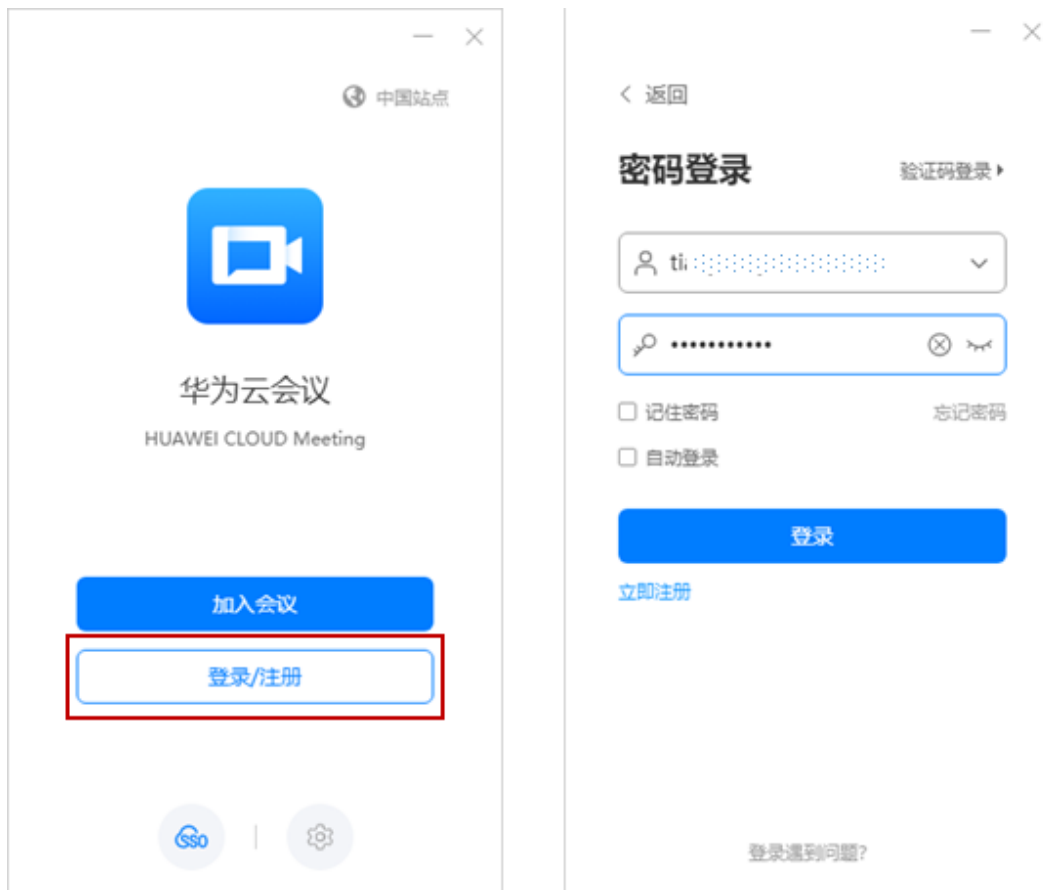 中国站点
华为云会议
HUAWEI CLOUD Meeting
加入会议
登录/注册
SSO
返回
密码登录
验证码登录
记住密码
忘记密码
自动登录
登录
立即注册
登录遇到问题?